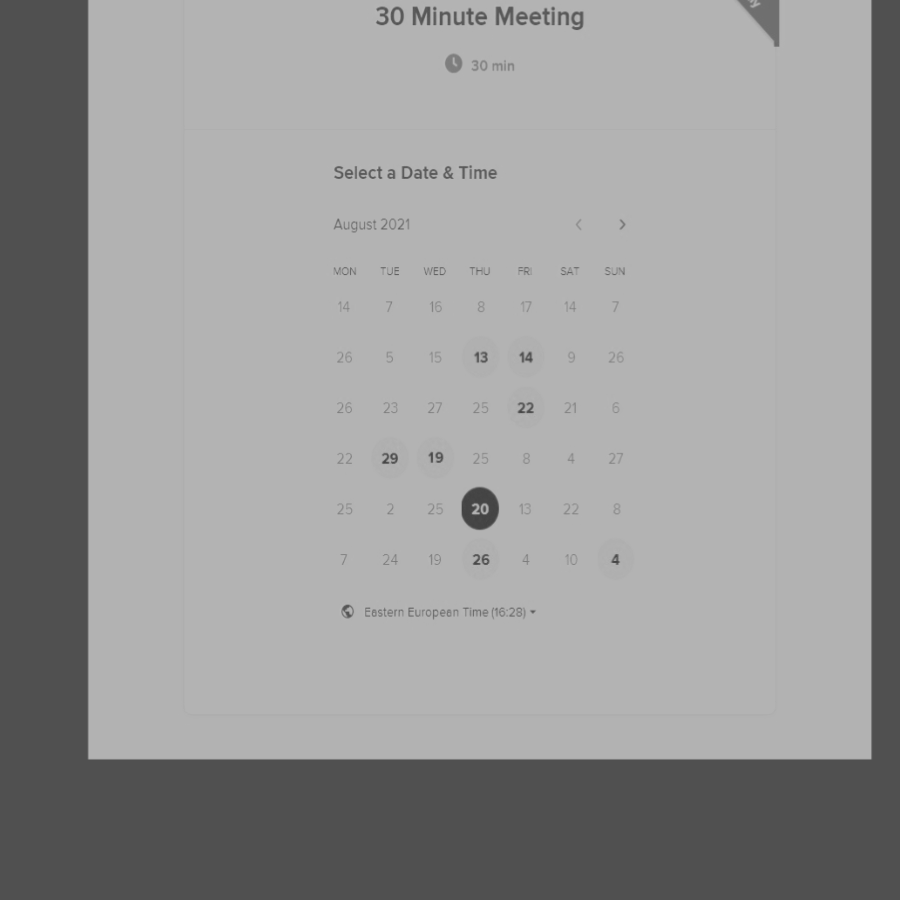 30 Minute Meeting
30 min
Select a Date & Time
August 2021
MON TUE WED THU FRI SAT SUN
14 7 16 8 17 14 7
26 5 15 13 14 9 26
26 23 27 25 22 21 6
22 29 19 25 8 4 27
25 2 25 20 13 22 8
7 24 19 26 4 10 4
Eastern European Time (16:28)